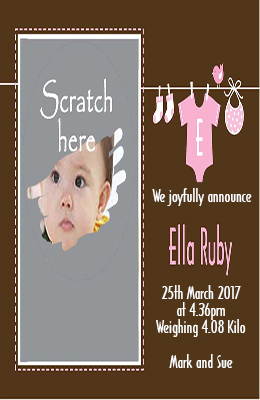 Scratch
here
E
We joyfully announce
Ella Ruby
25th March 2017
at 4.36pm
Weighing 4.08 Kilo
Mark and Sue